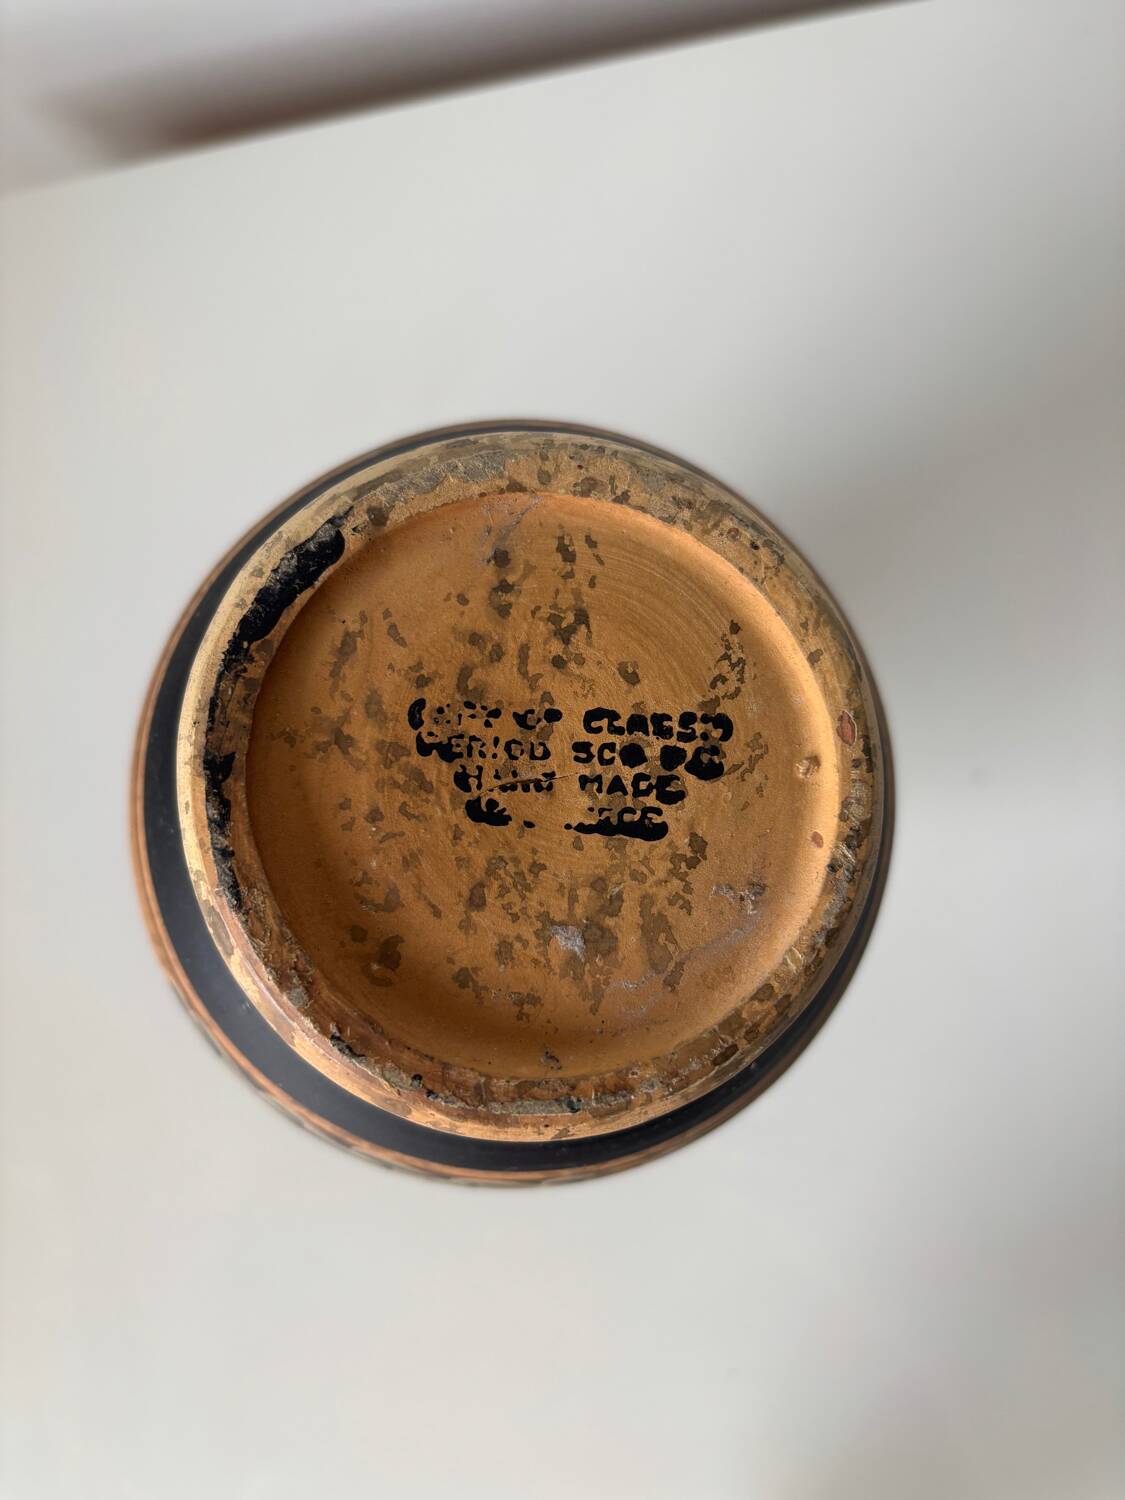 COPY OF CLASSIC
PERIOD 500 BC
HAND MADE